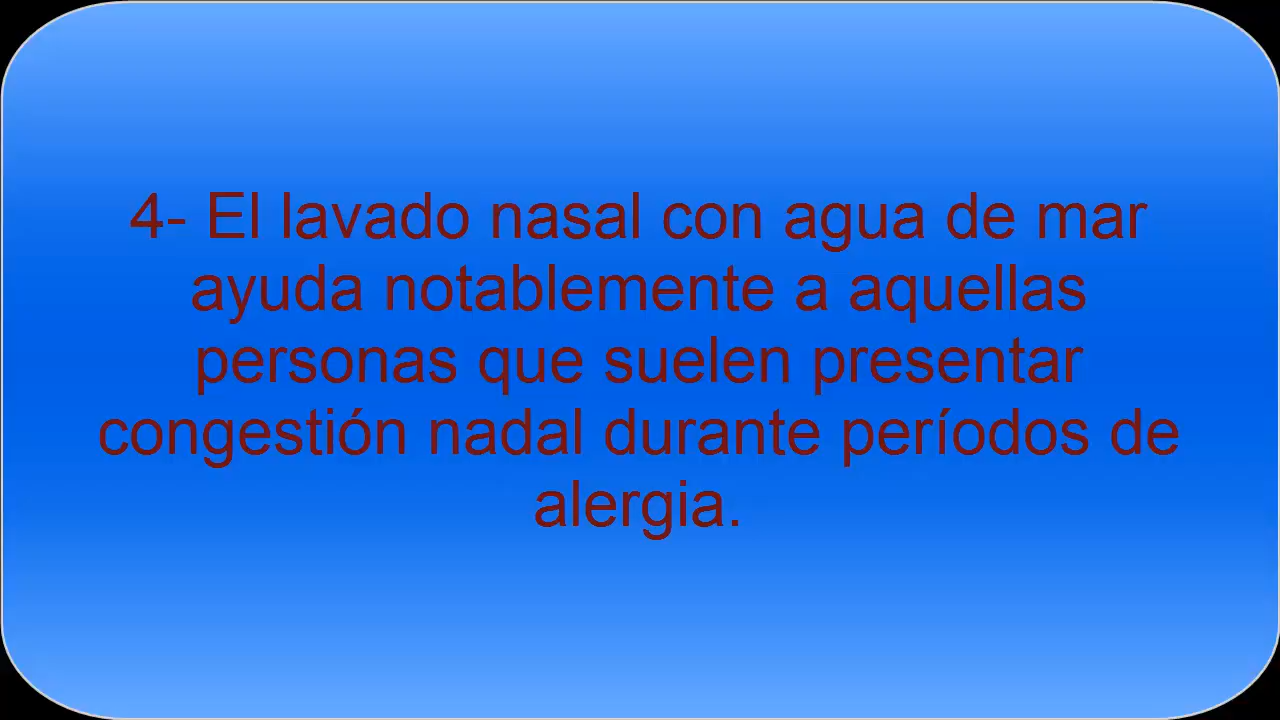 4- El lavado nasal con agua de mar
ayuda notablemente a aquellas
personas que suelen presentar
congestión nadal durante períodos de
alergia.